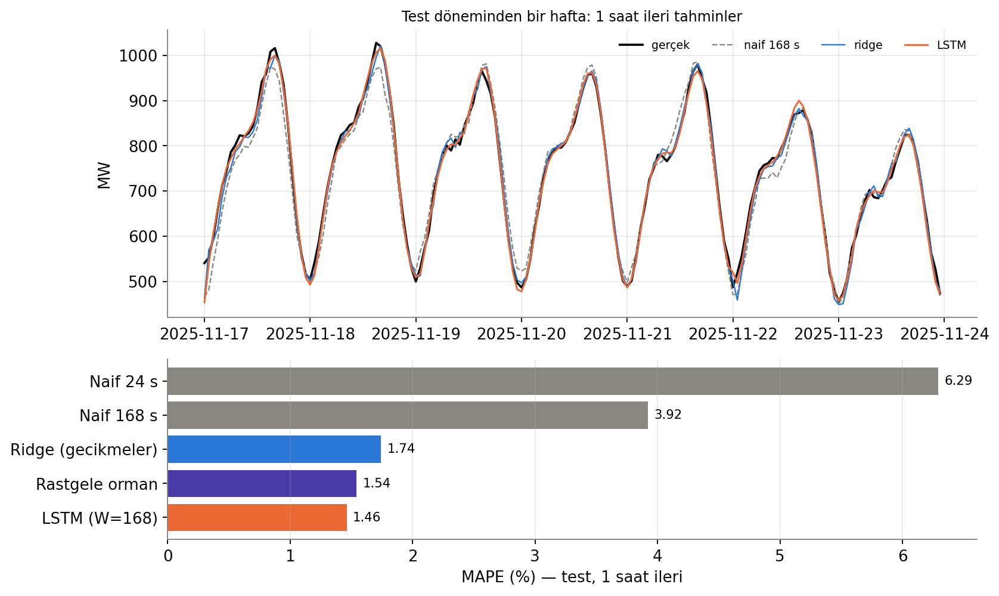 Test döneminden bir hafta: 1 saat ileri tahminler
gerçek naif 168 s ridge LSTM
1000
900
800
700
600
500
MW
2025-11-17 2025-11-18 2025-11-19 2025-11-20 2025-11-21 2025-11-22 2025-11-23 2025-11-24
Naif 24 s 6.29
Naif 168 s 3.92
Ridge (gecikmeler) 1.74
Rastgele orman 1.54
LSTM (W=168) 1.46
0 1 2 3 4 5 6
MAPE (%) — test, 1 saat ileri